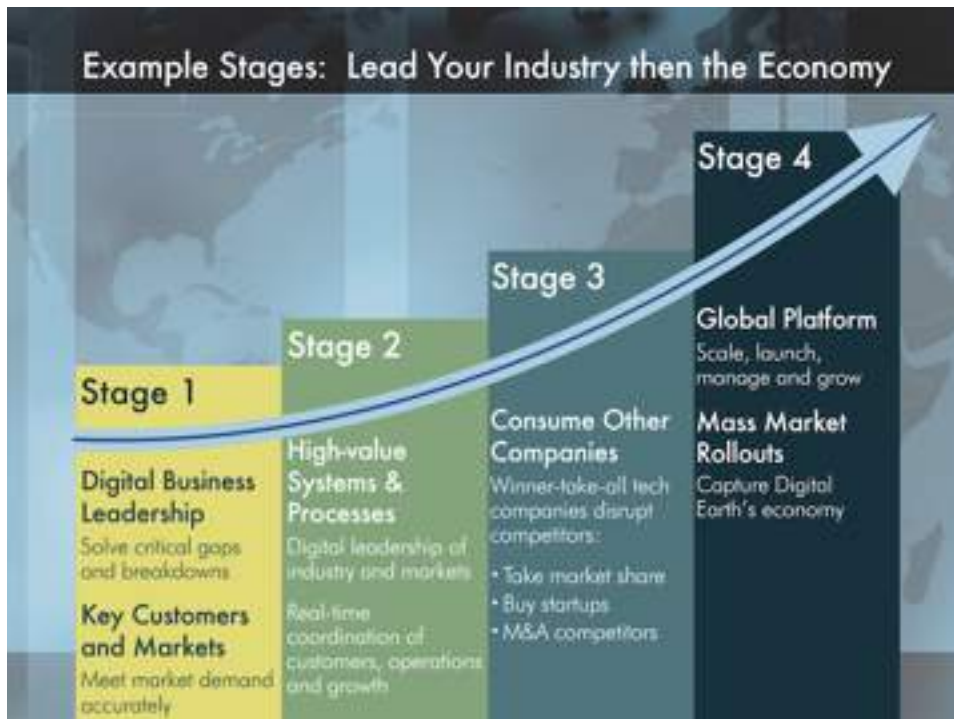 Example Stages: Lead Your Industry then the Economy
Stage 1
Digital Business
Leadership
Solve critical gaps
and breakdowns
Key Customers
and Markets
Meet market demand
accurately
Stage 2
High-value
Systems &
Processes
Digital leadership of
industry and markets
Real-time
coordination of
customers, operations
and growth
Stage 3
Consume Other
Companies
Winner-take-all tech
companies disrupt
competitors:
• Take market share
• Buy startups
• M&A competitors
Stage 4
Global Platform
Scale, launch,
manage and grow
Mass Market
Rollouts
Capture Digital
Earth's economy